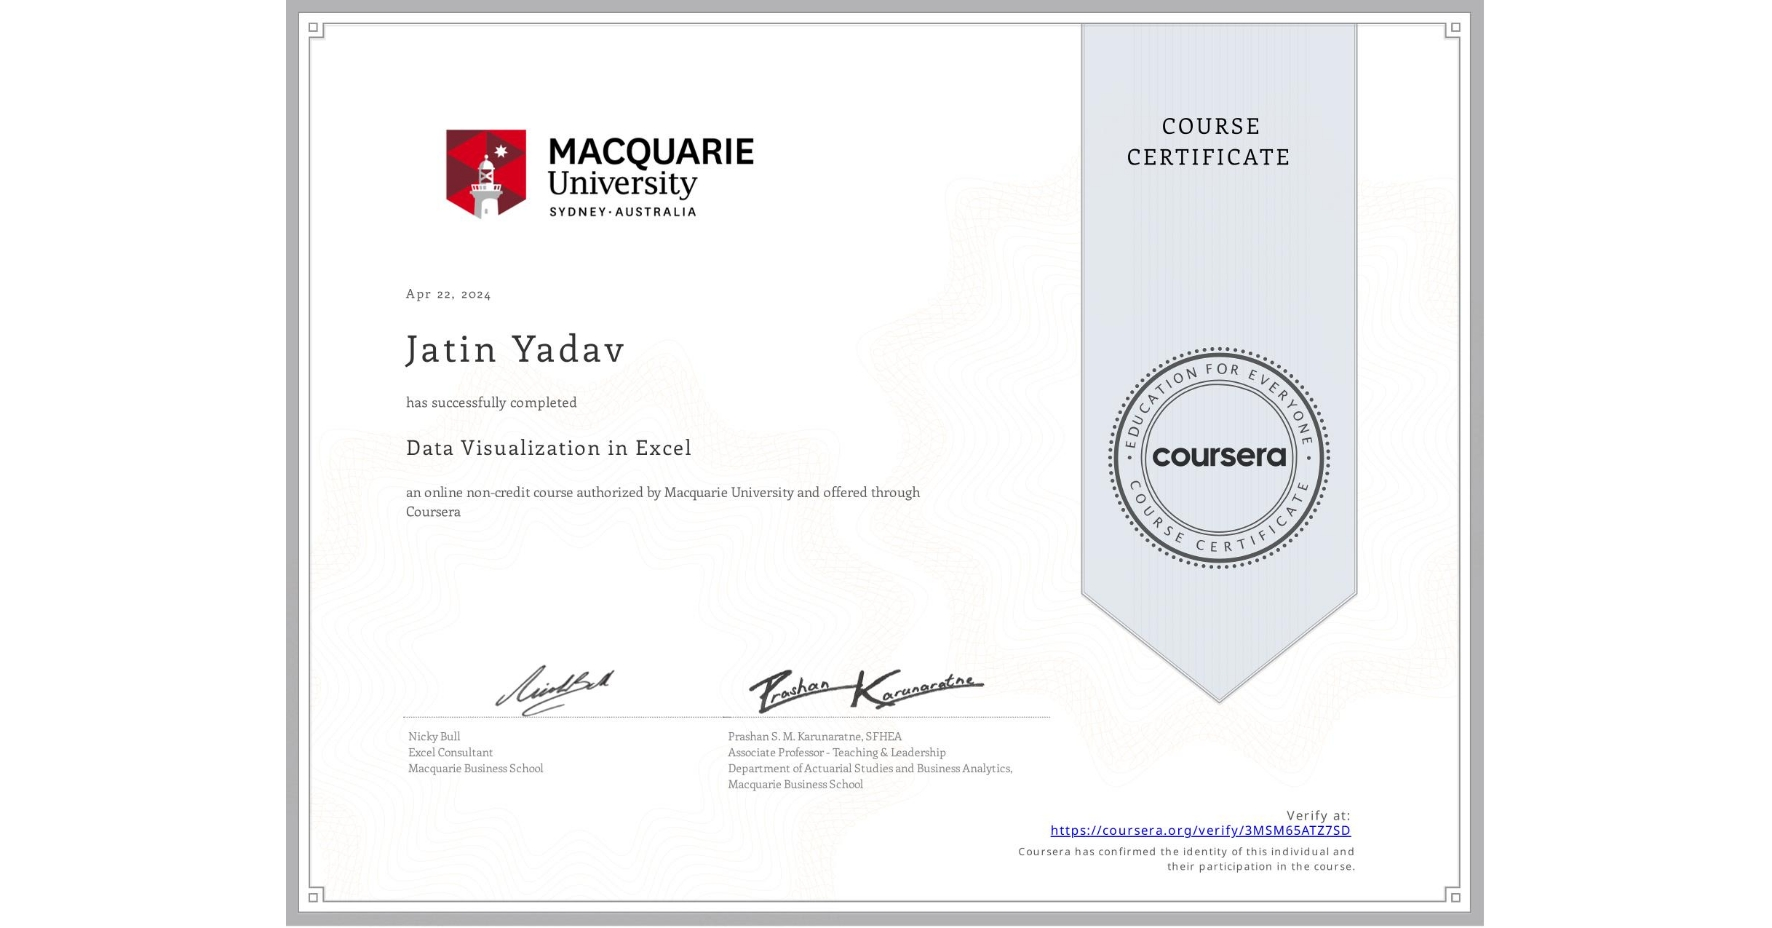 MACQUARIE
University
SYDNEY·AUSTRALIA
COURSE
CERTIFICATE
Apr 22, 2024
Jatin Yadav
has successfully completed
Data Visualization in Excel
an online non-credit course authorized by Macquarie University and offered through
Coursera
EDUCATION FOR EVERYONE
coursera
COURSE CERTIFICATE
Prashan Karunaratne
Nicky Bull
Excel Consultant
Macquarie Business School
Prashan S. M. Karunaratne, SFHEA
Associate Professor - Teaching & Leadership
Department of Actuarial Studies and Business Analytics,
Macquarie Business School
Verify at:
https://coursera.org/verify/3MSM65ATZ7SD
Coursera has confirmed the identity of this individual and
their participation in the course.